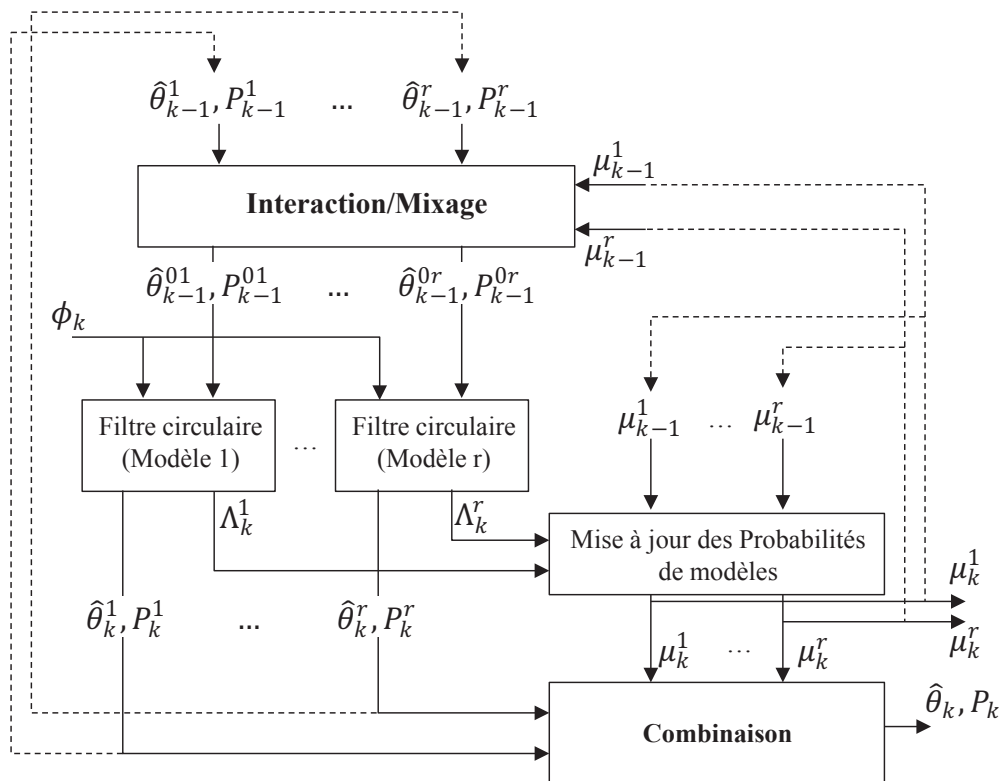 θ̂¹ₖ₋₁, P¹ₖ₋₁ … θ̂ʳₖ₋₁, Pʳₖ₋₁
μ¹ₖ₋₁
Interaction/Mixage
μʳₖ₋₁
θ̂⁰¹ₖ₋₁, P⁰¹ₖ₋₁ … θ̂⁰ʳₖ₋₁, P⁰ʳₖ₋₁
ϕₖ
Filtre circulaire
(Modèle 1)
…
Filtre circulaire
(Modèle r)
μ¹ₖ₋₁ … μʳₖ₋₁
Λ¹ₖ
Λʳₖ
Mise à jour des Probabilités
de modèles
μ¹ₖ
μʳₖ
θ̂¹ₖ, P¹ₖ … θ̂ʳₖ, Pʳₖ
μ¹ₖ … μʳₖ
Combinaison
θ̂ₖ, Pₖ